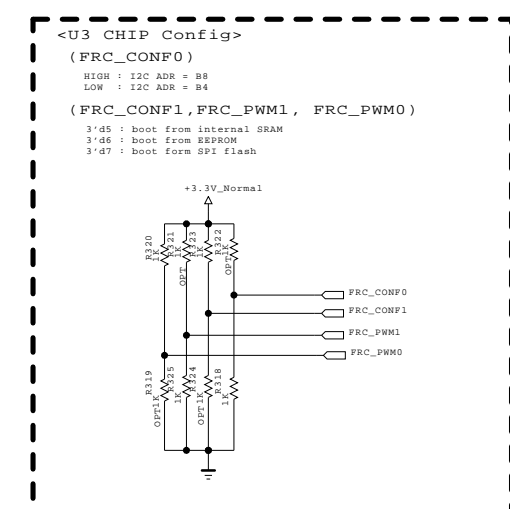 <U3 CHIP Config>
(FRC_CONF0)
HIGH : I2C ADR = B8
LOW : I2C ADR = B4
(FRC_CONF1,FRC_PWM1, FRC_PWM0)
3'd5 : boot from internal SRAM
3'd6 : boot from EEPROM
3'd7 : boot form SPI flash
+3.3V_Normal
R320
1K
R321
1K
OPT
R323
1K
R322
1K
OPT
FRC_CONF0
FRC_CONF1
FRC_PWM1
FRC_PWM0
R319
1K
OPT
R325
1K
R324
1K
OPT
R318
1K